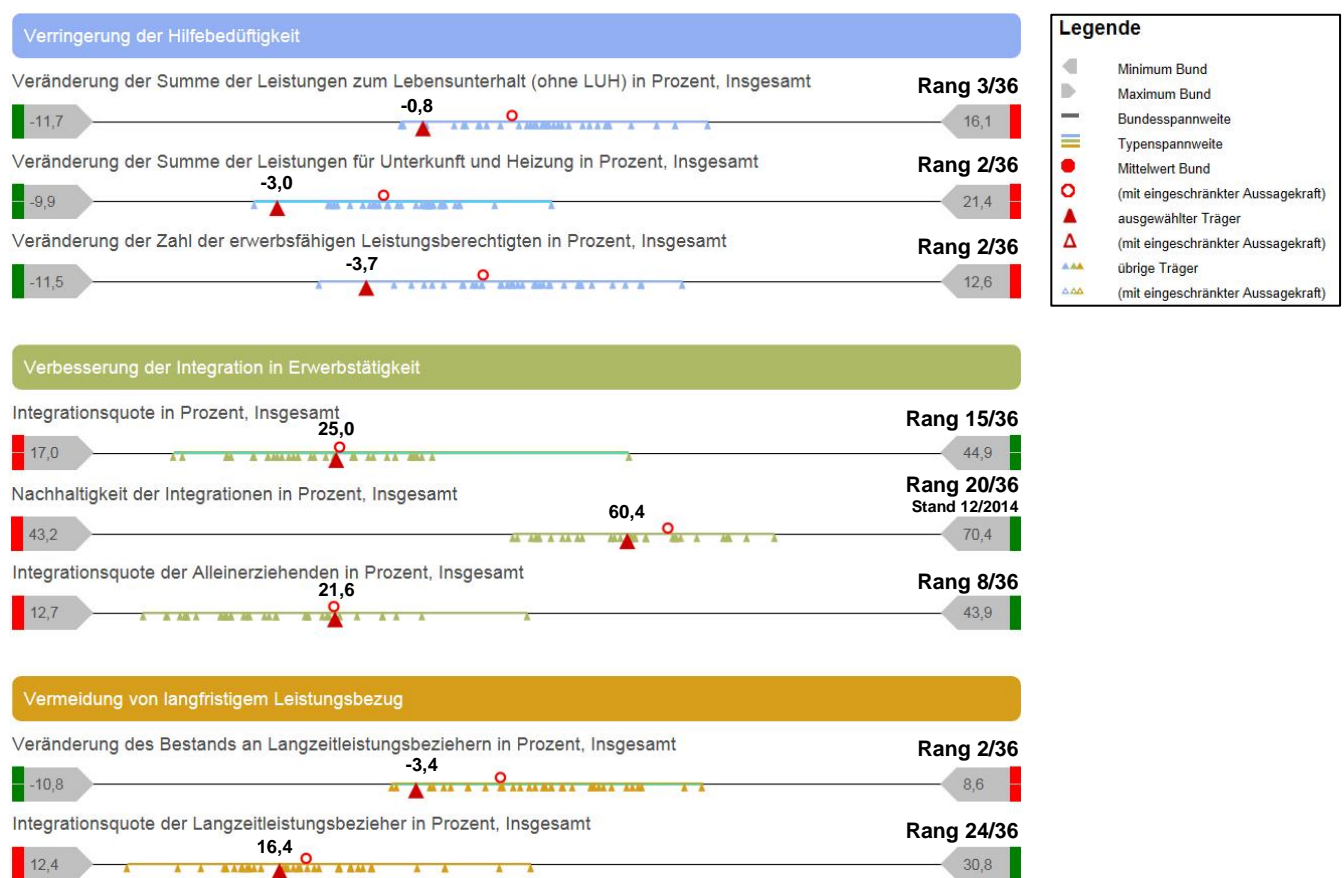 Verringerung der Hilfebedüftigkeit
Veränderung der Summe der Leistungen zum Lebensunterhalt (ohne LUH) in Prozent, Insgesamt
Rang 3/36
-0,8
-11,7
16,1
Veränderung der Summe der Leistungen für Unterkunft und Heizung in Prozent, Insgesamt
Rang 2/36
-3,0
-9,9
21,4
Veränderung der Zahl der erwerbsfähigen Leistungsberechtigten in Prozent, Insgesamt
Rang 2/36
-3,7
-11,5
12,6
Verbesserung der Integration in Erwerbstätigkeit
Integrationsquote in Prozent, Insgesamt
Rang 15/36
25,0
17,0
44,9
Nachhaltigkeit der Integrationen in Prozent, Insgesamt
Rang 20/36
Stand 12/2014
60,4
43,2
70,4
Integrationsquote der Alleinerziehenden in Prozent, Insgesamt
Rang 8/36
21,6
12,7
43,9
Vermeidung von langfristigem Leistungsbezug
Veränderung des Bestands an Langzeitleistungsbeziehern in Prozent, Insgesamt
Rang 2/36
-3,4
-10,8
8,6
Integrationsquote der Langzeitleistungsbezieher in Prozent, Insgesamt
Rang 24/36
16,4
12,4
30,8
Legende
Minimum Bund
Maximum Bund
Bundesspannweite
Typenspannweite
Mittelwert Bund
(mit eingeschränkter Aussagekraft)
ausgewählter Träger
(mit eingeschränkter Aussagekraft)
übrige Träger
(mit eingeschränkter Aussagekraft)